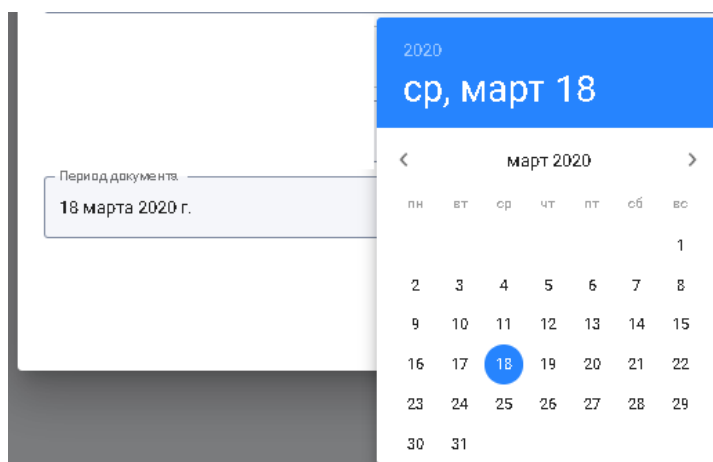 2020
ср, март 18
март 2020
Период документа
18 марта 2020 г.
пн вт ср чт пт сб вс
1
2 3 4 5 6 7 8
9 10 11 12 13 14 15
16 17 18 19 20 21 22
23 24 25 26 27 28 29
30 31